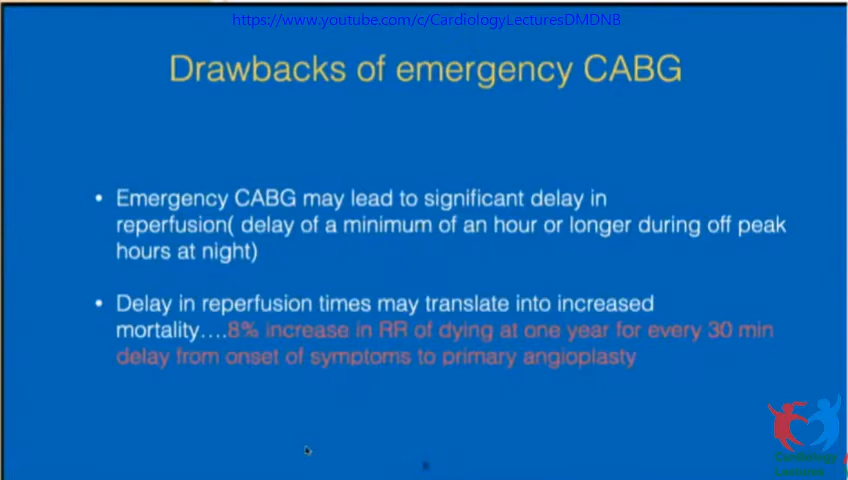 https://www.youtube.com/c/CardiologyLecturesDMDNB
Drawbacks of emergency CABG
• Emergency CABG may lead to significant delay in
reperfusion( delay of a minimum of an hour or longer during off peak
hours at night)
• Delay in reperfusion times may translate into increased
mortality....8% increase in RR of dying at one year for every 30 min
delay from onset of symptoms to primary angioplasty
Cardiology
Lectures